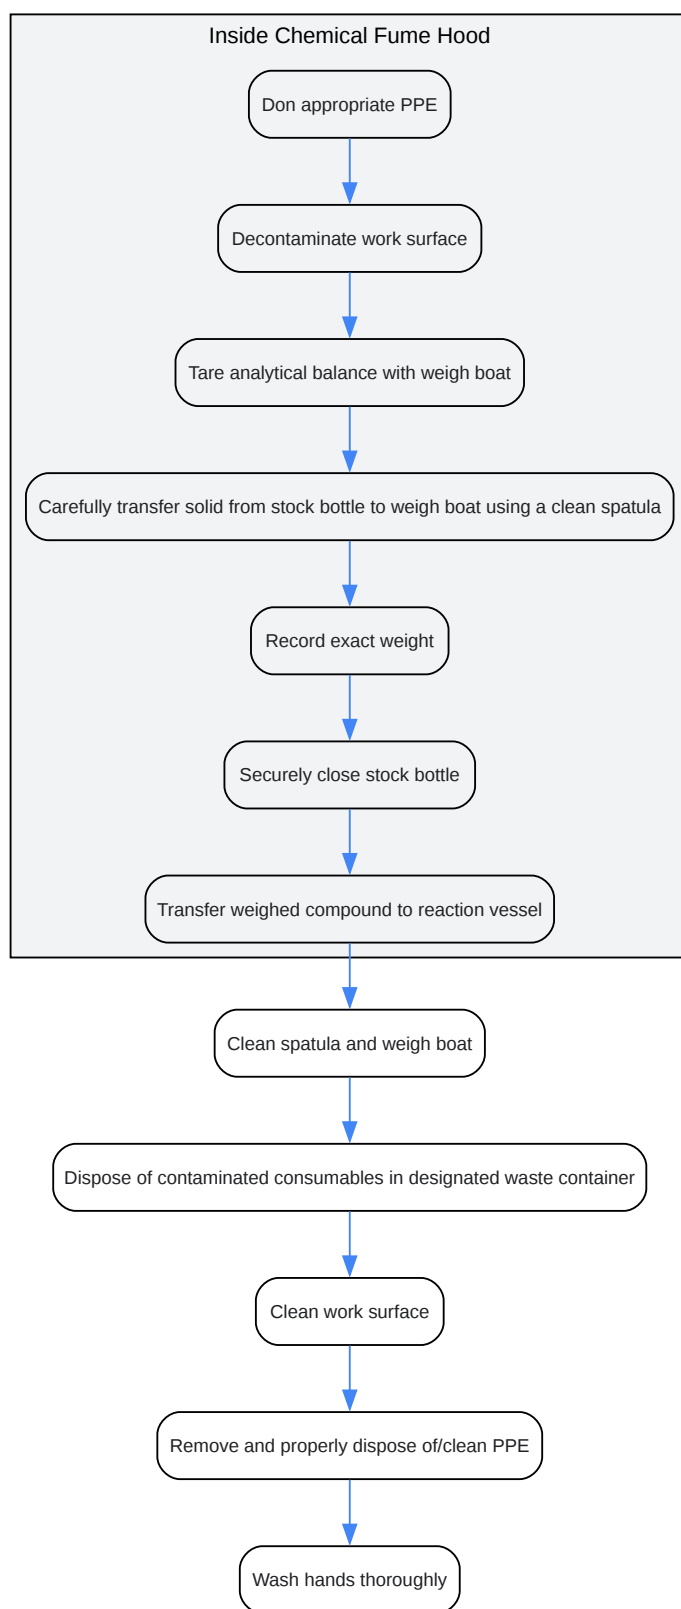 Inside Chemical Fume Hood
Don appropriate PPE
Decontaminate work surface
Tare analytical balance with weigh boat
Carefully transfer solid from stock bottle to weigh boat using a clean spatula
Record exact weight
Securely close stock bottle
Transfer weighed compound to reaction vessel
Clean spatula and weigh boat
Dispose of contaminated consumables in designated waste container
Clean work surface
Remove and properly dispose of/clean PPE
Wash hands thoroughly